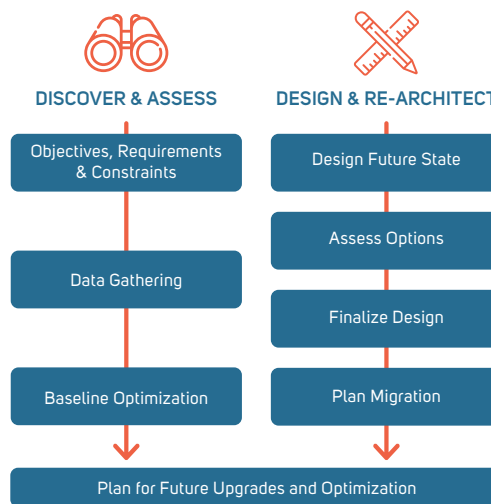 DISCOVER & ASSESS
Objectives, Requirements
& Constraints
Data Gathering
Baseline Optimization
DESIGN & RE-ARCHITECT
Design Future State
Assess Options
Finalize Design
Plan Migration
Plan for Future Upgrades and Optimization